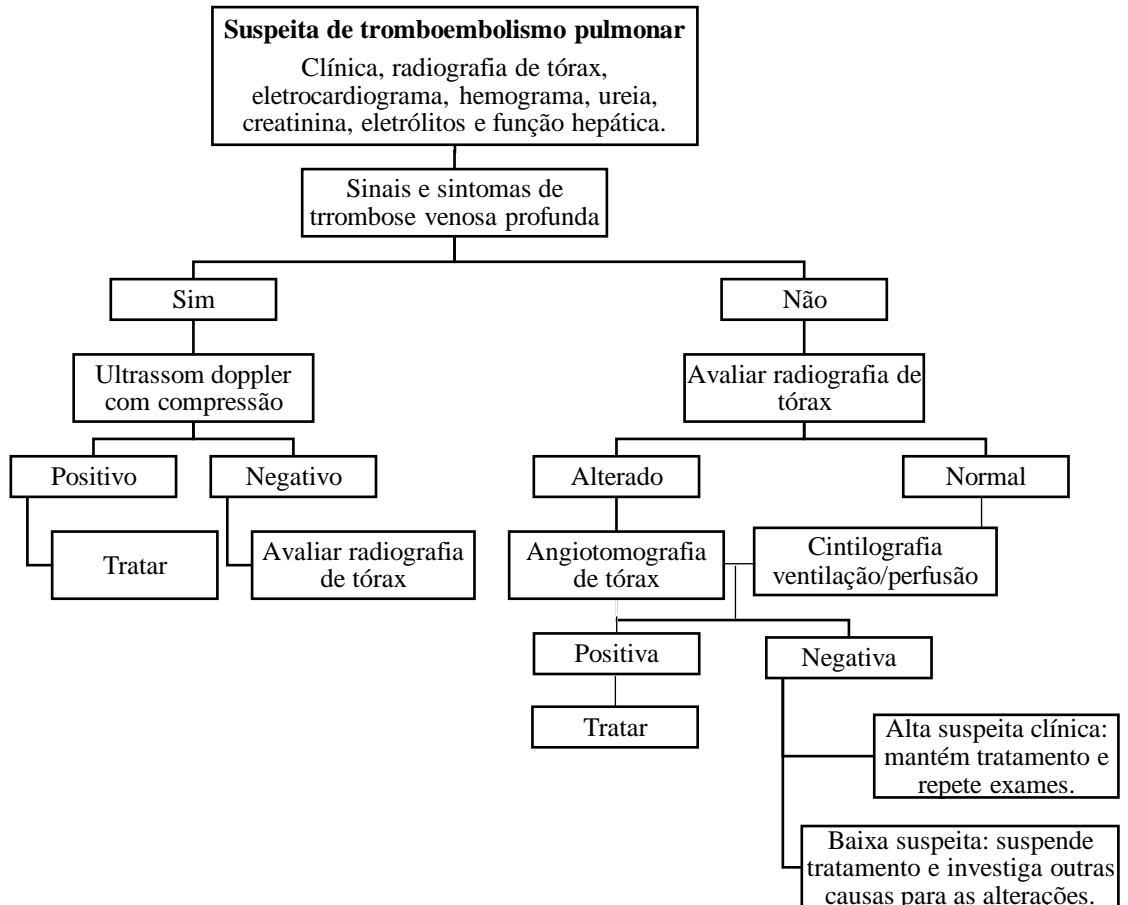 Suspeita de tromboembolismo pulmonar
Clínica, radiografia de tórax,
eletrocardiograma, hemograma, ureia,
creatinina, eletrólitos e função hepática.
Sinais e sintomas de
trrombose venosa profunda
Sim
Não
Ultrassom doppler
com compressão
Avaliar radiografia de
tórax
Positivo
Negativo
Alterado
Normal
Tratar
Avaliar radiografia
de tórax
Angiotomografia
de tórax
Cintilografia
ventilação/perfusão
Positiva
Negativa
Tratar
Alta suspeita clínica:
mantém tratamento e
repete exames.
Baixa suspeita: suspende
tratamento e investiga outras
causas para as alterações.